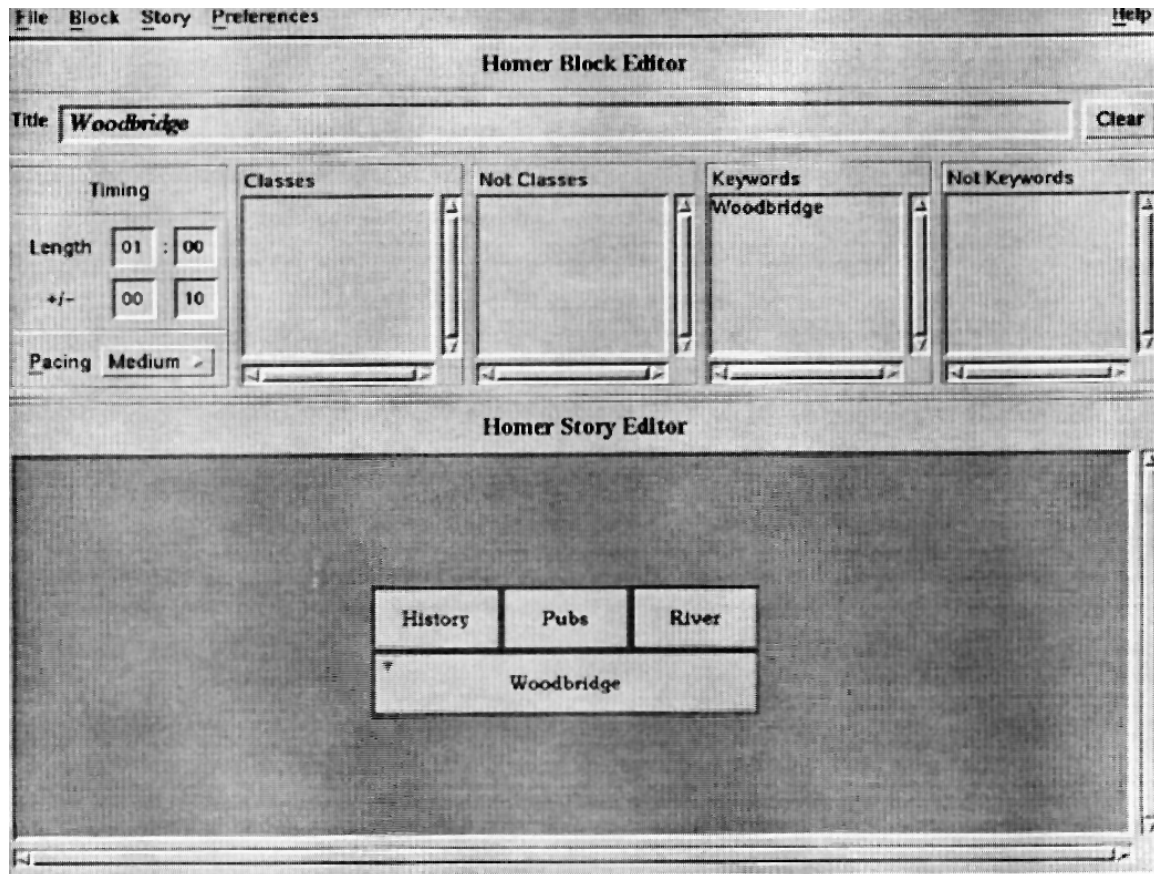 File Block Story Preferences Help
Homer Block Editor
Title Woodbridge Clear
Timing
Length 01 : 00
+/- 00 10
Pacing Medium
Classes
Not Classes
Keywords
Woodbridge
Not Keywords
Homer Story Editor
History Pubs River
Woodbridge